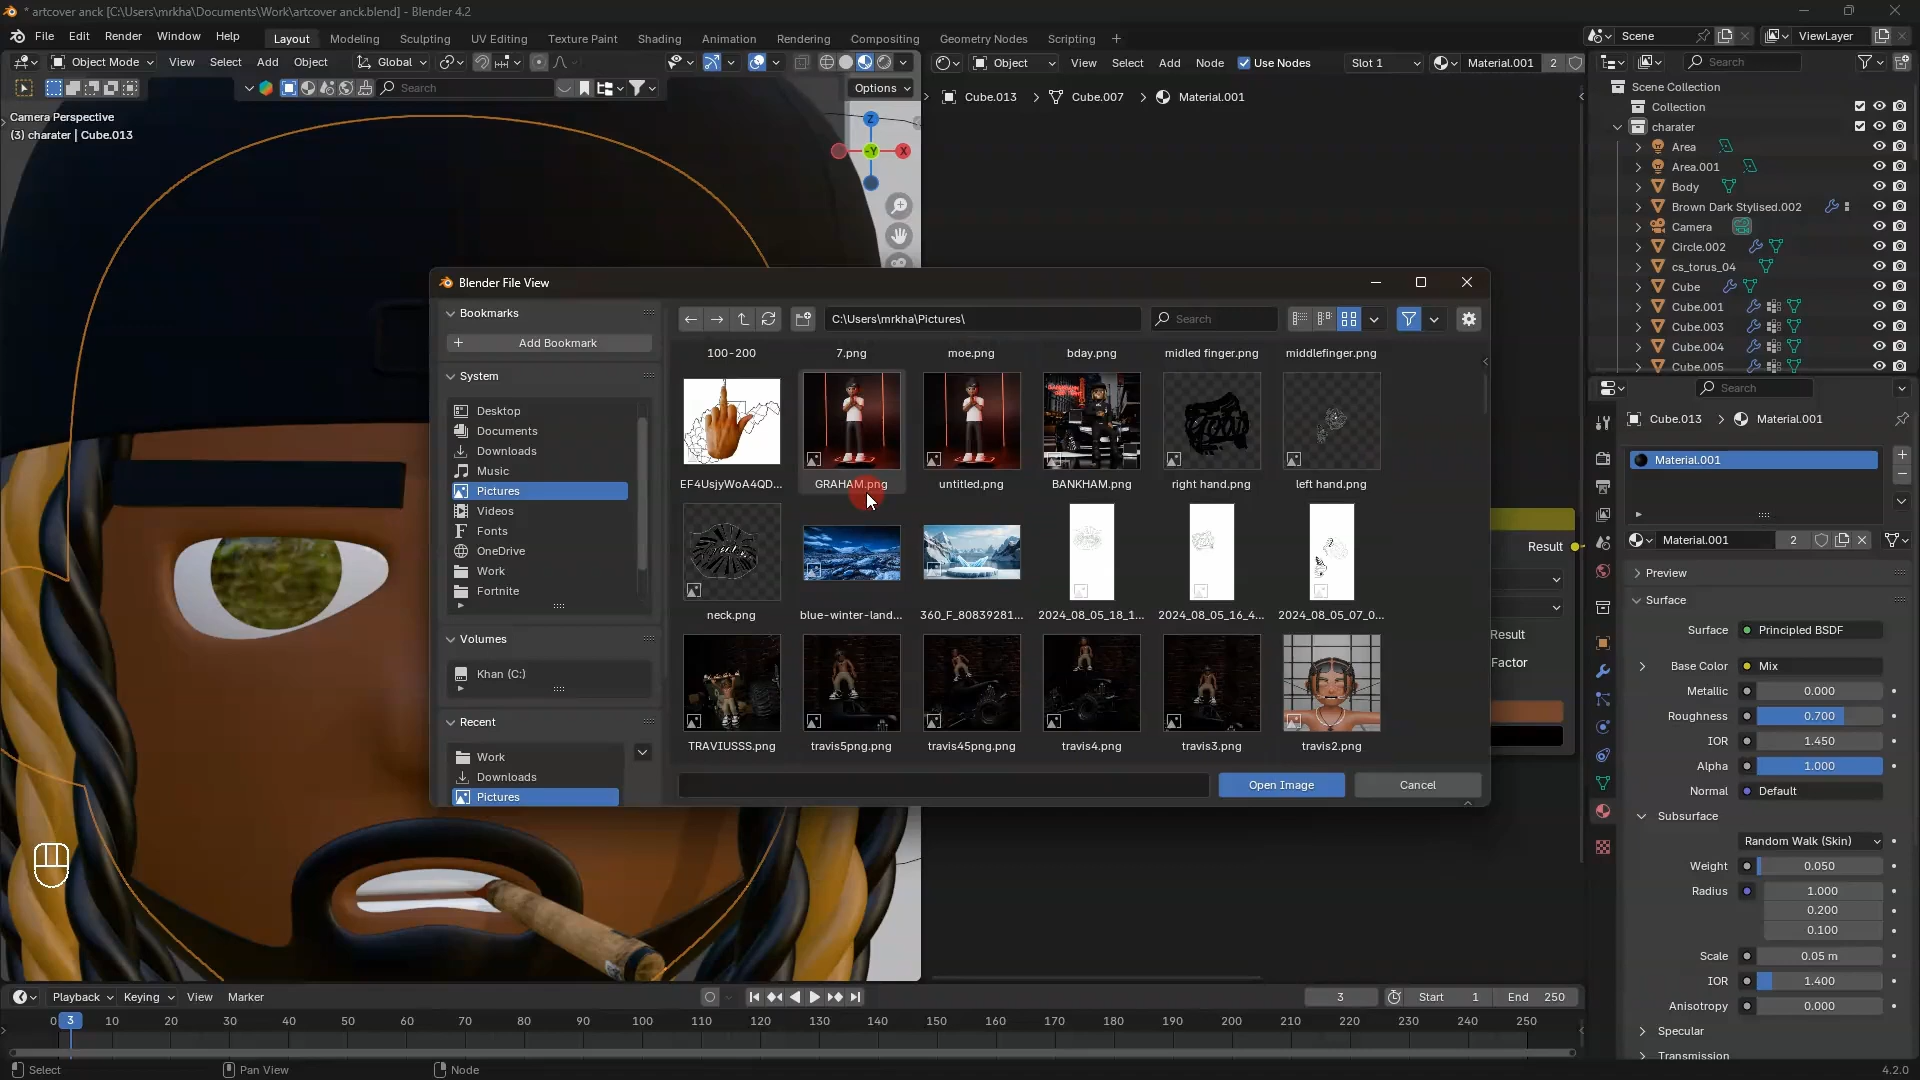 * artcover anck [C:\Users\mrkha\Documents\Work\artcover anck.blend] - Blender 4.2
File Edit Render Window Help Layout Modeling Sculpting UV Editing Texture Paint Shading Animation Rendering Compositing Geometry Nodes Scripting + Scene ViewLayer
Object Mode View Select Add Object Global Object View Select Add Node Use Nodes Slot 1 Material.001 2 Search
Search Options
Camera Perspective
(3) charater | Cube.013
Z
-Y
X
Cube.013 > Cube.007 > Material.001
Scene Collection
Collection
charater
Area
Area.001
Body
Brown Dark Stylised.002
Camera
Circle.002
cs_torus_04
Cube
Cube.001
Cube.003
Cube.004
Cube.005
Blender File View
Bookmarks
Add Bookmark
System
Desktop
Documents
Downloads
Music
Pictures
Videos
Fonts
OneDrive
Work
Fortnite
Volumes
Khan (C:)
Recent
Work
Downloads
Pictures
C:\Users\mrkha\Pictures\ Search
100-200 7.png moe.png bday.png midled finger.png middlefinger.png
EF4UsjyWoA4QD... GRAHAM.png untitled.png BANKHAM.png right hand.png left hand.png
neck.png blue-winter-land... 360_F_80839281... 2024_08_05_18_1... 2024_08_05_16_4... 2024_08_05_07_0...
TRAVIUSSS.png travis5png.png travis45png.png travis4.png travis3.png travis2.png
Open Image Cancel
Result
Result
Factor
Search
Cube.013 > Material.001
Material.001
Material.001 2
Preview
Surface
Surface Principled BSDF
Base Color Mix
Metallic 0.000
Roughness 0.700
IOR 1.450
Alpha 1.000
Normal Default
Subsurface
Random Walk (Skin)
Weight 0.050
Radius 1.000
0.200
0.100
Scale 0.05 m
IOR 1.400
Anisotropy 0.000
Specular
Transmission
Playback Keying View Marker 3 Start 1 End 250
0 3 10 20 30 40 50 60 70 80 90 100 110 120 130 140 150 160 170 180 190 200 210 220 230 240 250
Select Pan View Node 4.2.0